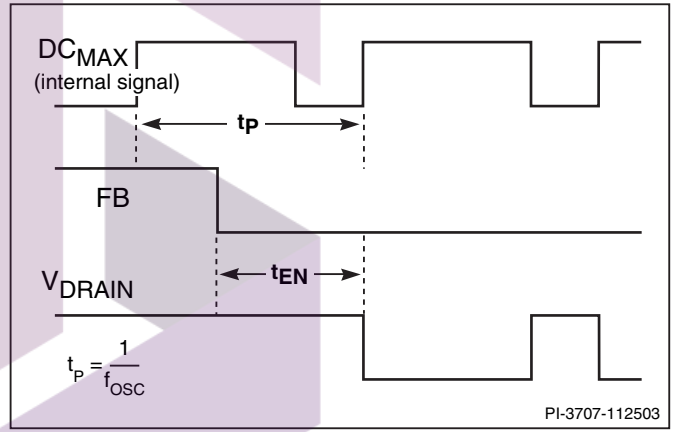 DCMAX
(internal signal)
tP
FB
tEN
VDRAIN
tP = 1/fOSC
PI-3707-112503